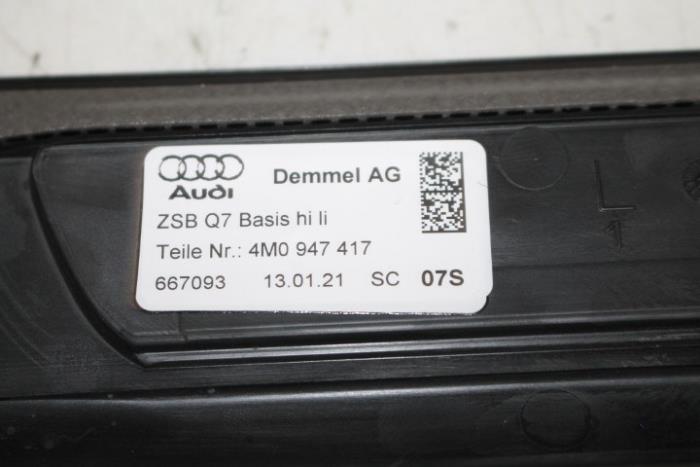 Audi Demmel AG
ZSB Q7 Basis hi li
Teile Nr.: 4M0 947 417
667093 13.01.21 SC 07S
L
1